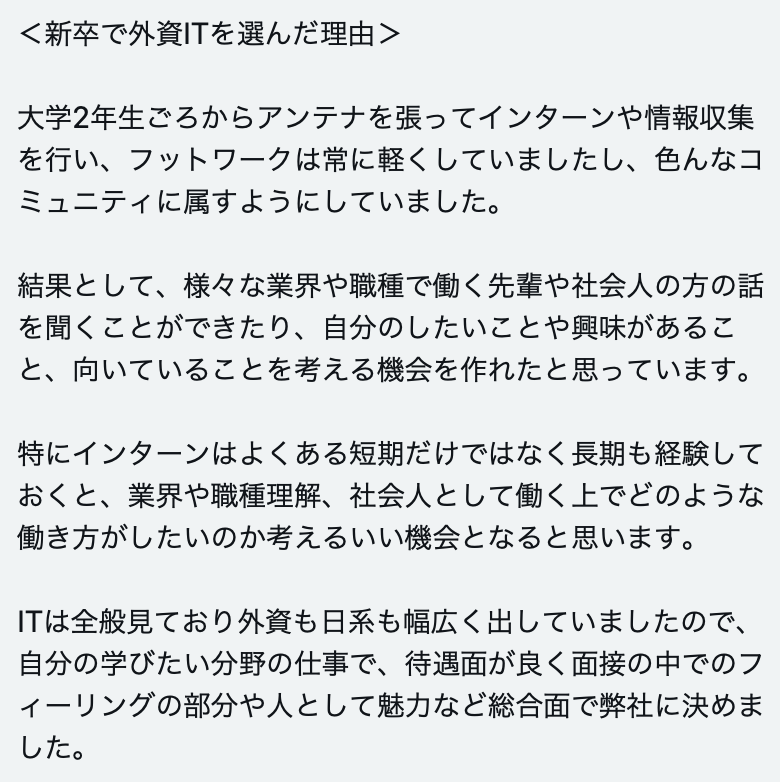 ＜新卒で外資ITを選んだ理由＞
大学2年生ごろからアンテナを張ってインターンや情報収集
を行い、フットワークは常に軽くしていましたし、色んなコ
ミュニティに属すようにしていました。
結果として、様々な業界や職種で働く先輩や社会人の方の話
を聞くことができたり、自分のしたいことや興味があるこ
と、向いていることを考える機会を作れたと思っています。
特にインターンはよくある短期だけではなく長期も経験して
おくと、業界や職種理解、社会人として働く上でどのような
働き方がしたいのか考えるいい機会となると思います。
ITは全般見ており外資も日系も幅広く出していましたので、
自分の学びたい分野の仕事で、待遇面が良く面接の中でのフ
ィーリングの部分や人として魅力など総合面で弊社に決めま
した。